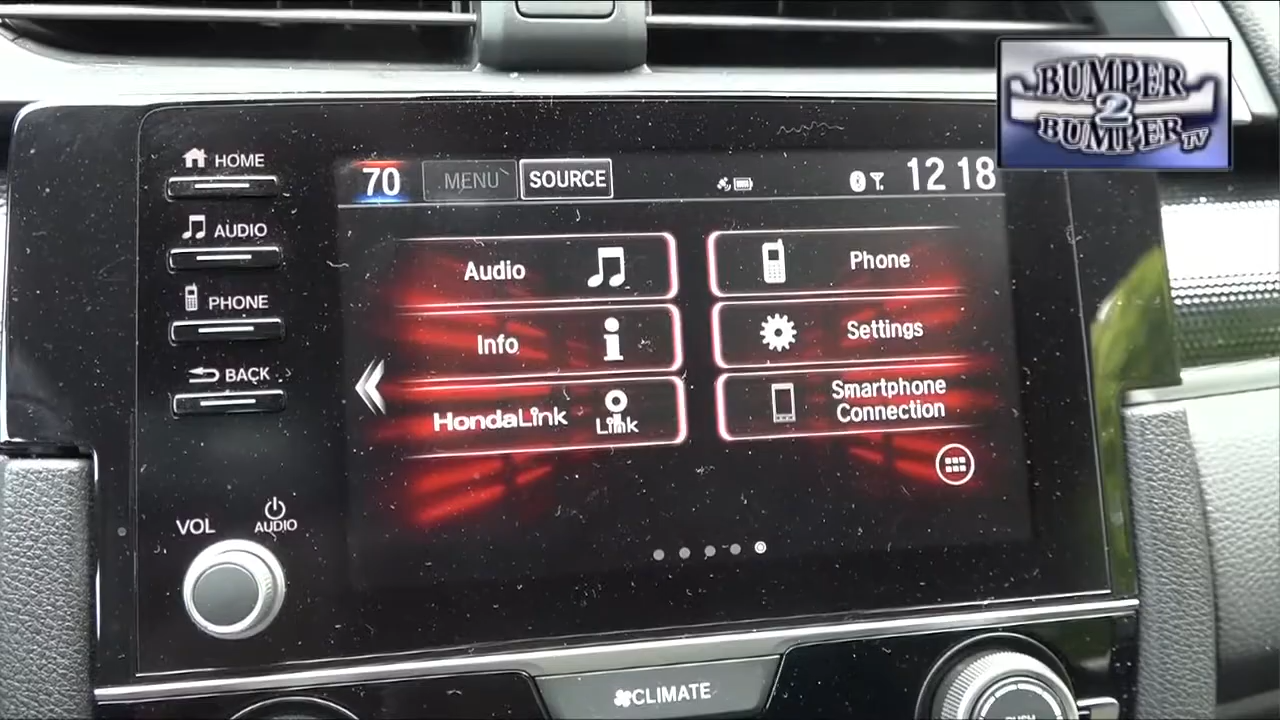 BUMPER
2
BUMPER TV
HOME
AUDIO
PHONE
BACK
VOL
AUDIO
70
MENU
SOURCE
12 18
Audio
Phone
Info
Settings
HondaLink
Link
Smartphone
Connection
CLIMATE
PUSH